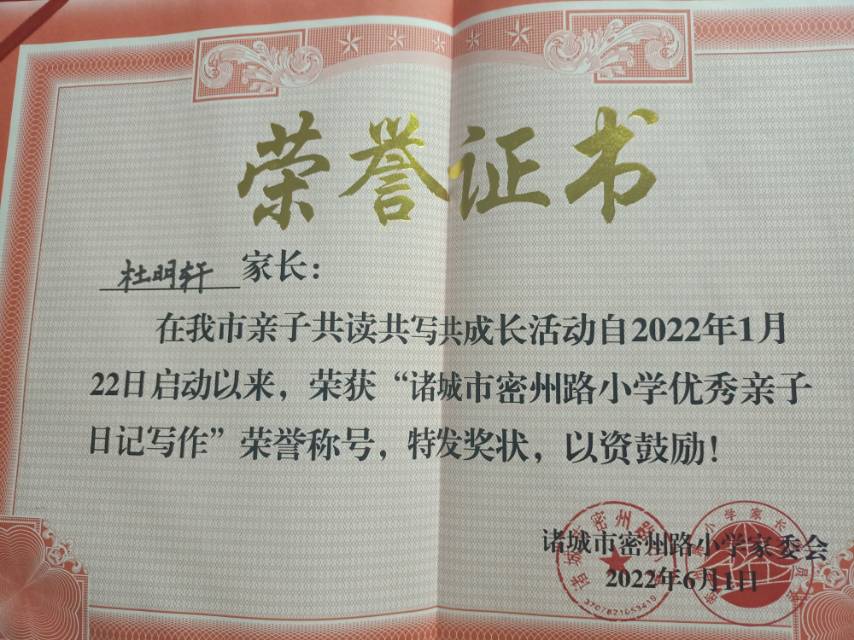 荣誉证书
杜明轩 家长：
在我市亲子共读共写共成长活动自2022年1月
22日启动以来，荣获“诸城市密州路小学优秀亲子
日记写作”荣誉称号，特发奖状，以资鼓励！
诸城市密州路小学家委会
2022年6月1日